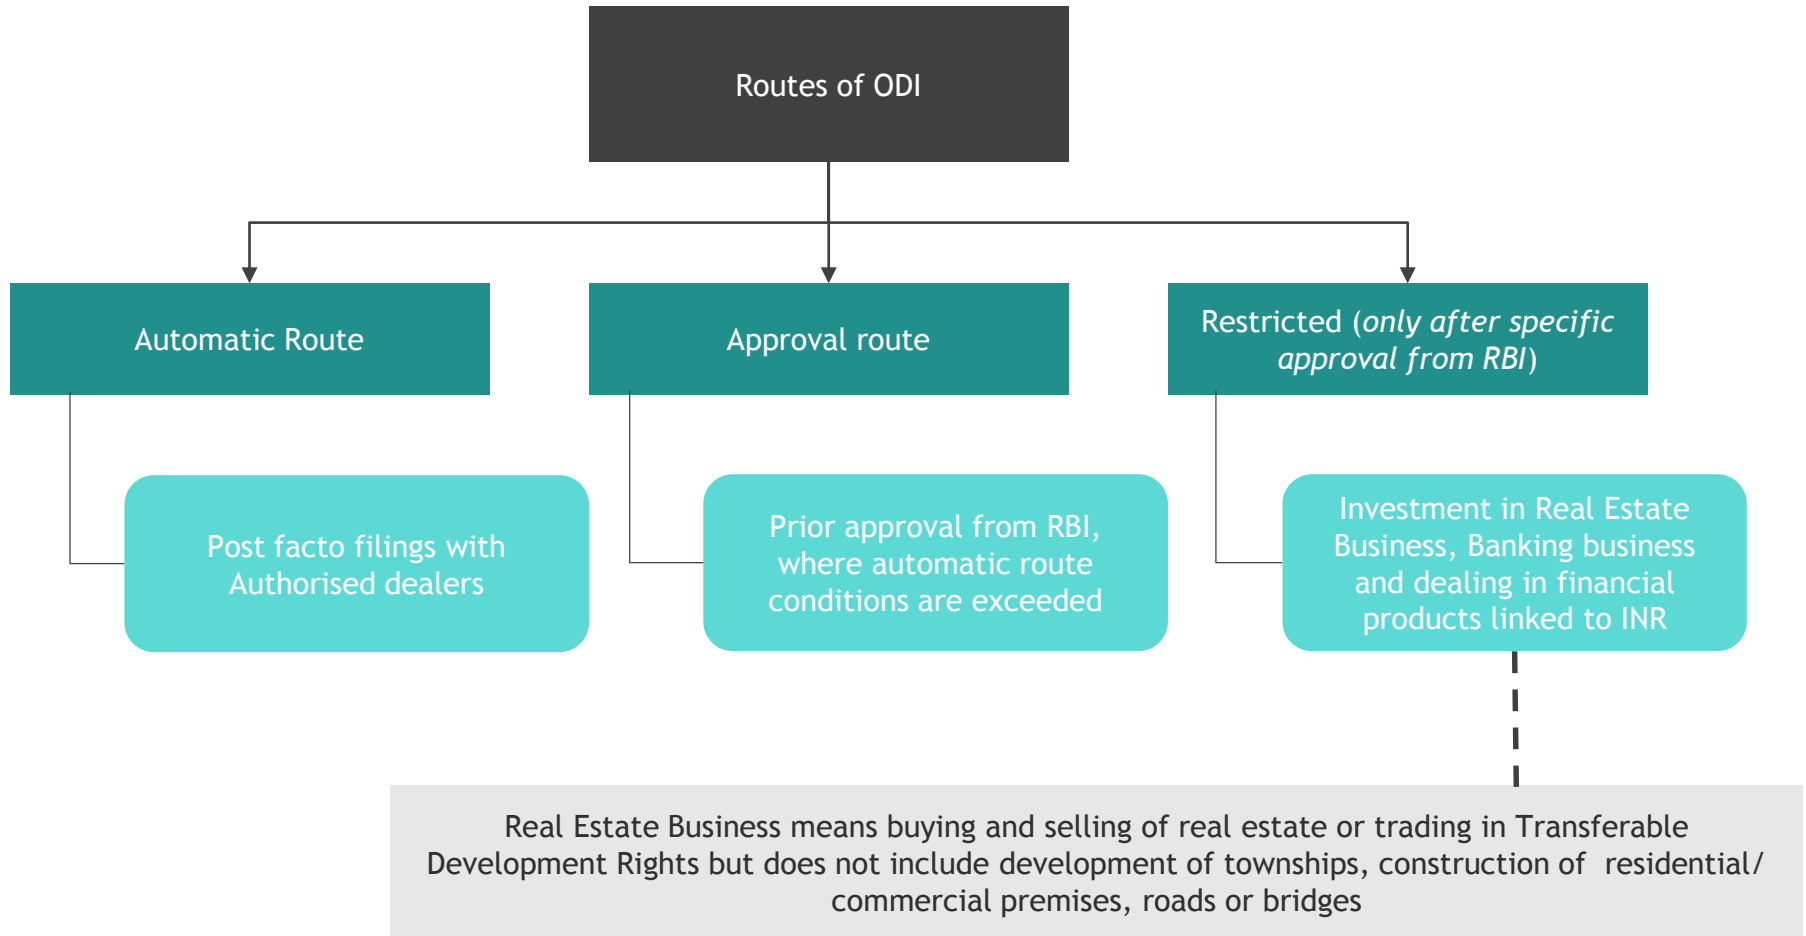 Routes of ODI
Automatic Route
Approval route
Restricted (only after specific
approval from RBI)
Post facto filings with
Authorised dealers
Prior approval from RBI,
where automatic route
conditions are exceeded
Investment in Real Estate
Business, Banking business
and dealing in financial
products linked to INR
Real Estate Business means buying and selling of real estate or trading in Transferable
Development Rights but does not include development of townships, construction of residential/
commercial premises, roads or bridges